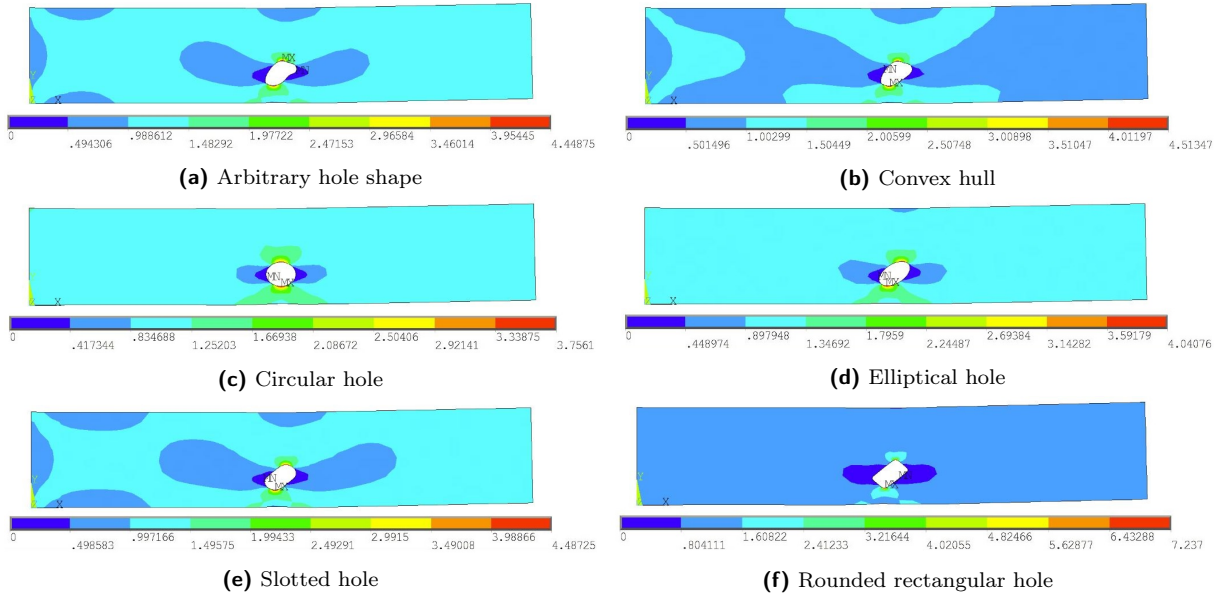 MX
MN
Y
Z X
0 .988612 1.97722 2.96584 3.95445
.494306 1.48292 2.47153 3.46014 4.44875
(a) Arbitrary hole shape
MN
MX
Y
X
0 1.00299 2.00599 3.00898 4.01197
.501496 1.50449 2.50748 3.51047 4.51347
(b) Convex hull
MN
MX
Y
Z X
0 .834688 1.66938 2.50406 3.33875
.417344 1.25203 2.08672 2.92141 3.7561
(c) Circular hole
MN
MX
Y
X
0 .897948 1.7959 2.69384 3.59179
.448974 1.34692 2.24487 3.14282 4.04076
(d) Elliptical hole
MN
MX
Y
Z X
0 .997166 1.99433 2.9915 3.98866
.498583 1.49575 2.49291 3.49008 4.48725
(e) Slotted hole
MN
MX
Y
X
0 1.60822 3.21644 4.82466 6.43288
.804111 2.41233 4.02055 5.62877 7.237
(f) Rounded rectangular hole